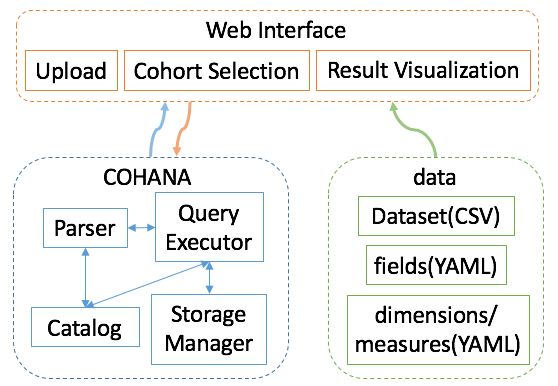 Web Interface
Upload
Cohort Selection
Result Visualization
COHANA
Parser
Query
Executor
Catalog
Storage
Manager
data
Dataset(CSV)
fields(YAML)
dimensions/
measures(YAML)